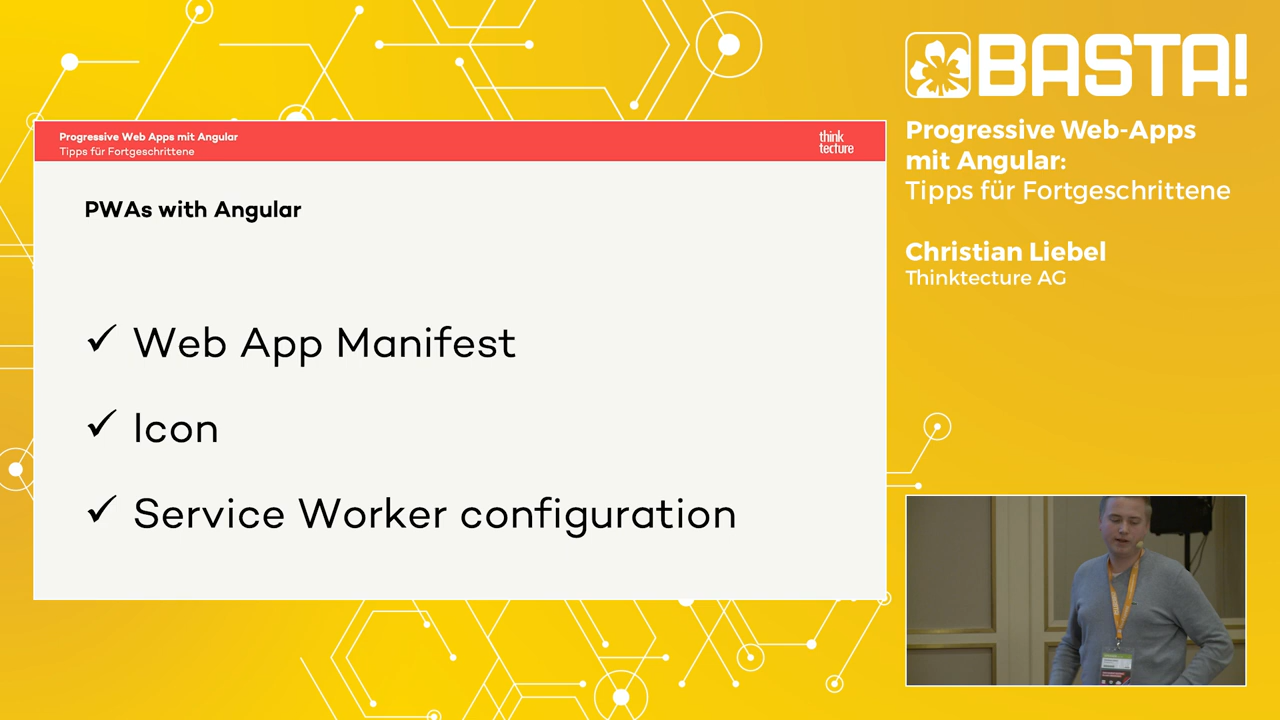 BASTA!
Progressive Web-Apps
mit Angular:
Tipps für Fortgeschrittene
Christian Liebel
Thinktecture AG
Progressive Web Apps mit Angular
Tipps für Fortgeschrittene
think
tecture
PWAs with Angular
✓ Web App Manifest
✓ Icon
✓ Service Worker configuration